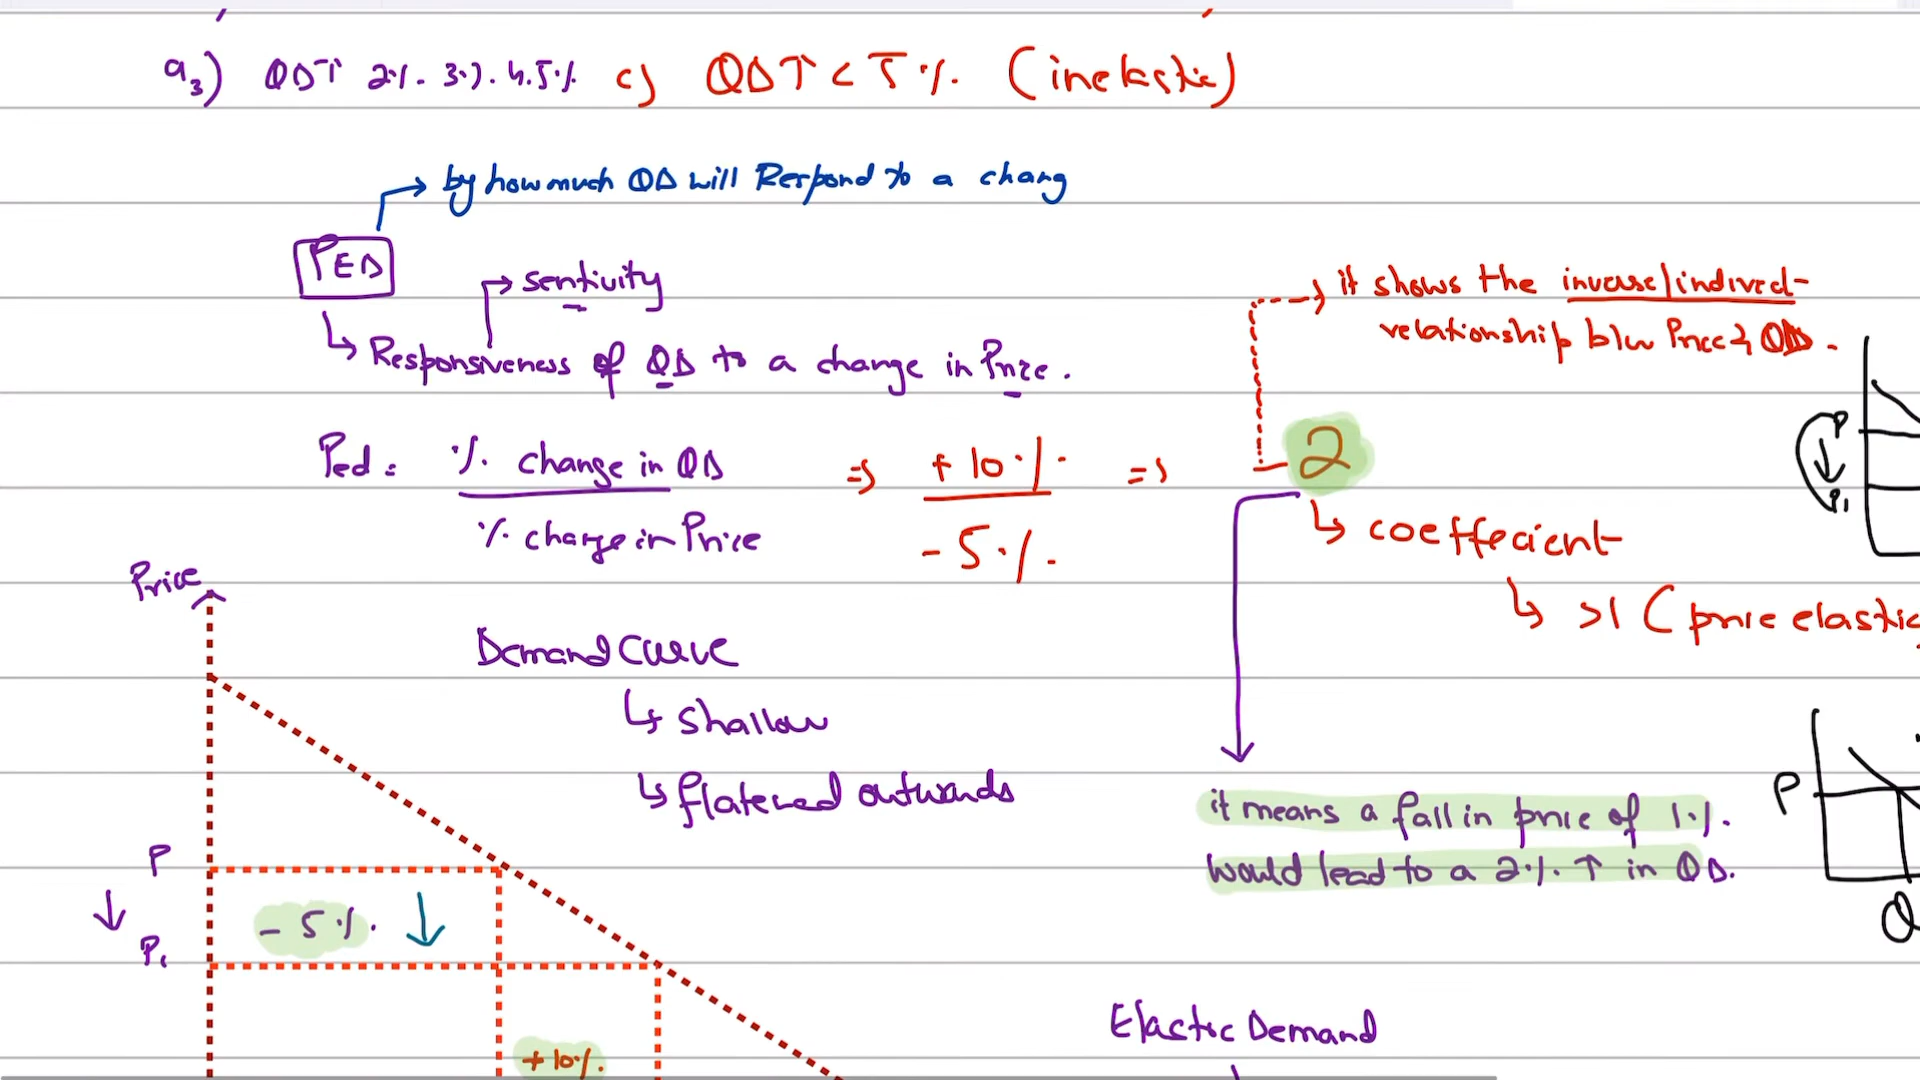 a3) QD↑ 2%. 3%. 4.5% c) QD↑ < 5%. (inelastic)
→ by how much QD will Respond to a chang
PED
→ sentivity
↳ Responsiveness of QD to a change in Price.
→ it shows the inverse/indirect
relationship b/w Price & QD.
Ped = % change in QD ⇒ +10% ⇒ -2
% change in Price -5%.
↳ coeffecient
↳ >1 (price elastic
P
P1
Price
Demand Curve
↳ shallow
↳ flatened outwards
it means a fall in price of 1%.
would lead to a 2% ↑ in QD.
P
Q
P
↓ - 5% ↓
P1
Elastic Demand
+10%.